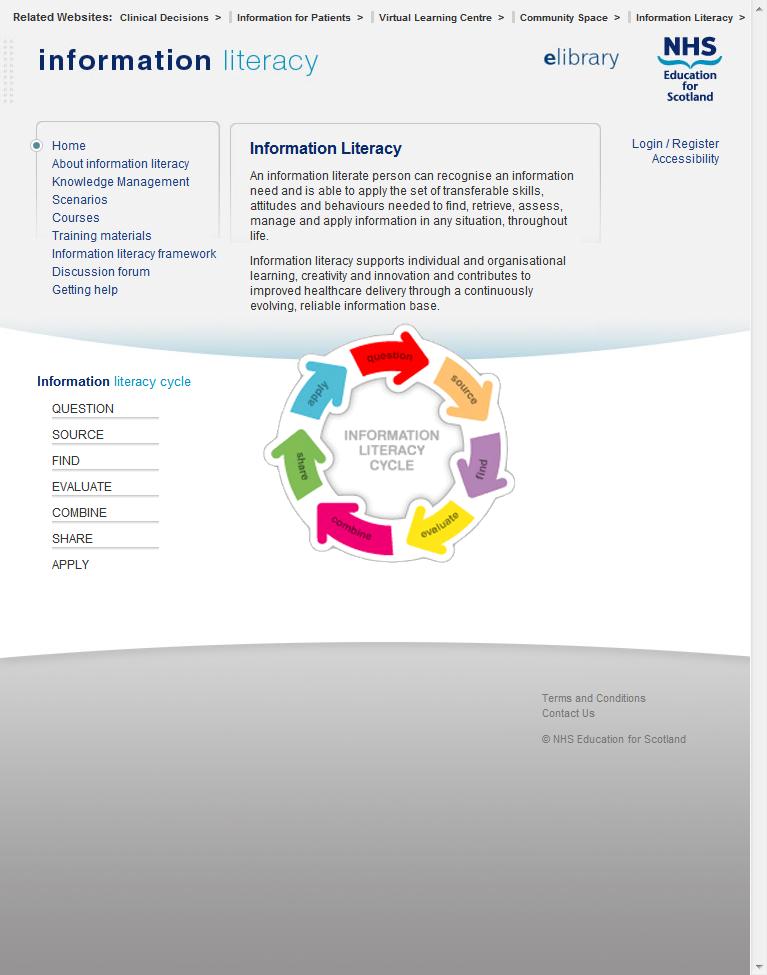 Related Websites: Clinical Decisions > Information for Patients > Virtual Learning Centre > Community Space > Information Literacy >
information literacy
elibrary
NHS
Education
for
Scotland
Home
About information literacy
Knowledge Management
Scenarios
Courses
Training materials
Information literacy framework
Discussion forum
Getting help
Information Literacy
An information literate person can recognise an information
need and is able to apply the set of transferable skills,
attitudes and behaviours needed to find, retrieve, assess,
manage and apply information in any situation, throughout
life.
Information literacy supports individual and organisational
learning, creativity and innovation and contributes to
improved healthcare delivery through a continuously
evolving, reliable information base.
Login / Register
Accessibility
Information literacy cycle
QUESTION
SOURCE
FIND
EVALUATE
COMBINE
SHARE
APPLY
question
source
find
evaluate
combine
share
apply
INFORMATION
LITERACY
CYCLE
Terms and Conditions
Contact Us
© NHS Education for Scotland